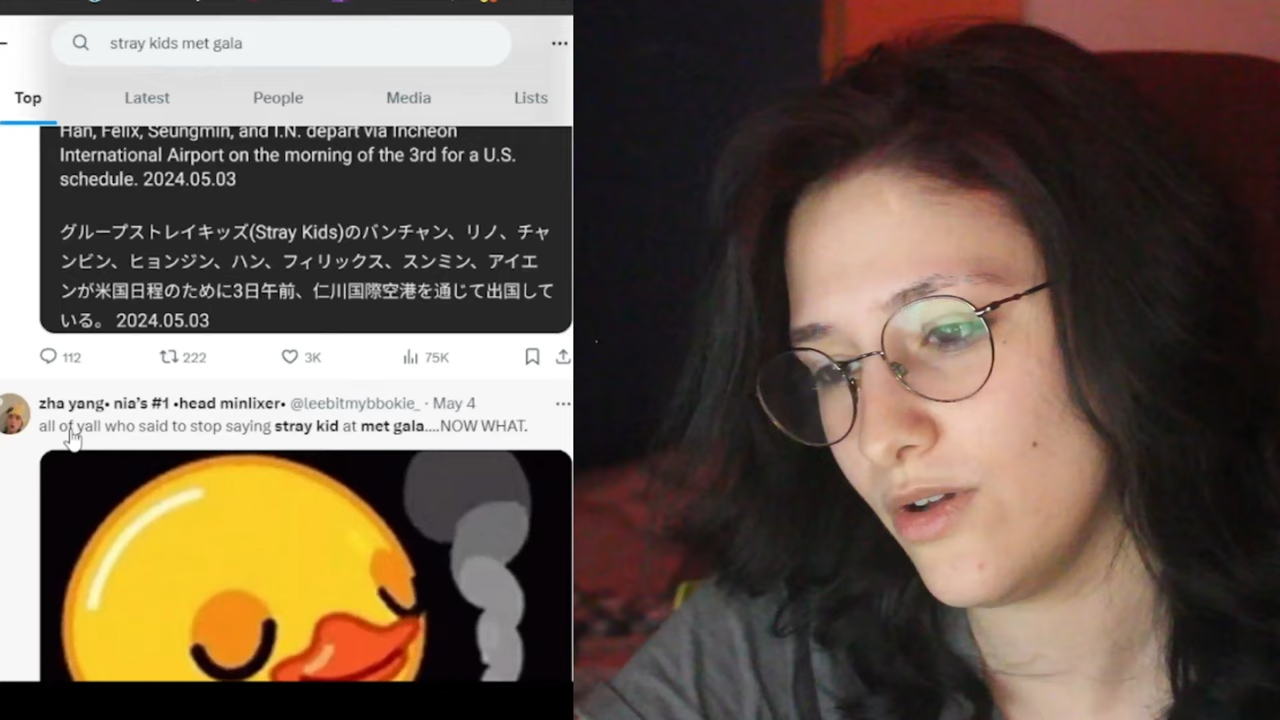 stray kids met gala
Top Latest People Media Lists
Han, Felix, Seungmin, and I.N. depart via Incheon
International Airport on the morning of the 3rd for a U.S.
schedule. 2024.05.03
グループストレイキッズ(Stray Kids)のバンチャン、リノ、チャ
ンビン、ヒョンジン、ハン、フィリックス、スンミン、アイエ
ンが米国日程のために3日午前、仁川国際空港を通じて出国して
いる。 2024.05.03
112 222 3K 75K
zha yang• nia's #1 •head minlixer• @leebitmybbokie_ · May 4
all of yall who said to stop saying stray kid at met gala....NOW WHAT.